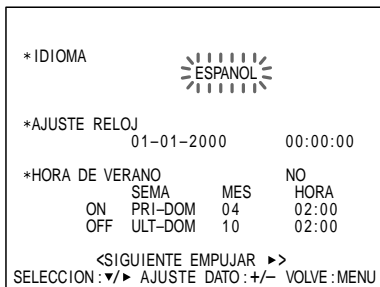 *IDIOMA
ESPANOL
*AJUSTE RELOJ
01-01-2000 00:00:00
*HORA DE VERANO NO
SEMA MES HORA
ON PRI-DOM 04 02:00
OFF ULT-DOM 10 02:00
<SIGUIENTE EMPUJAR ►>
SELECCION:▼/► AJUSTE DATO:+/– VOLVE:MENU